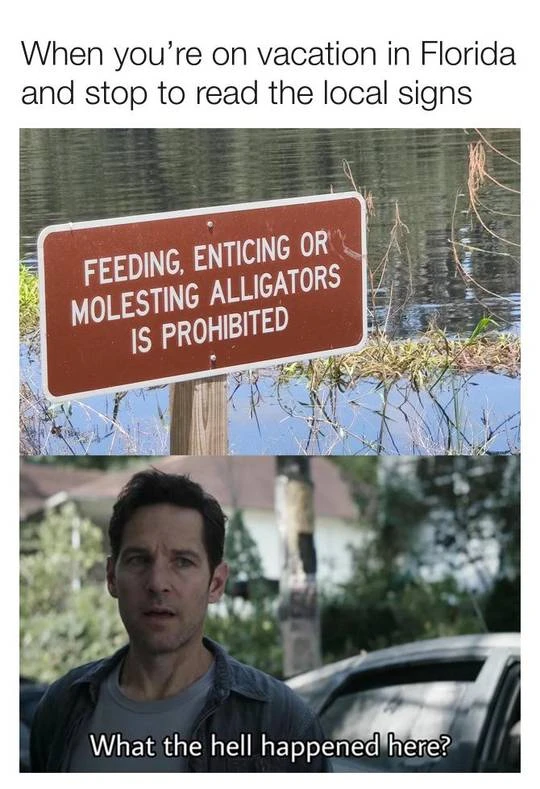 When you’re on vacation in Florida
and stop to read the local signs
FEEDING, ENTICING OR
MOLESTING ALLIGATORS
IS PROHIBITED
What the hell happened here?